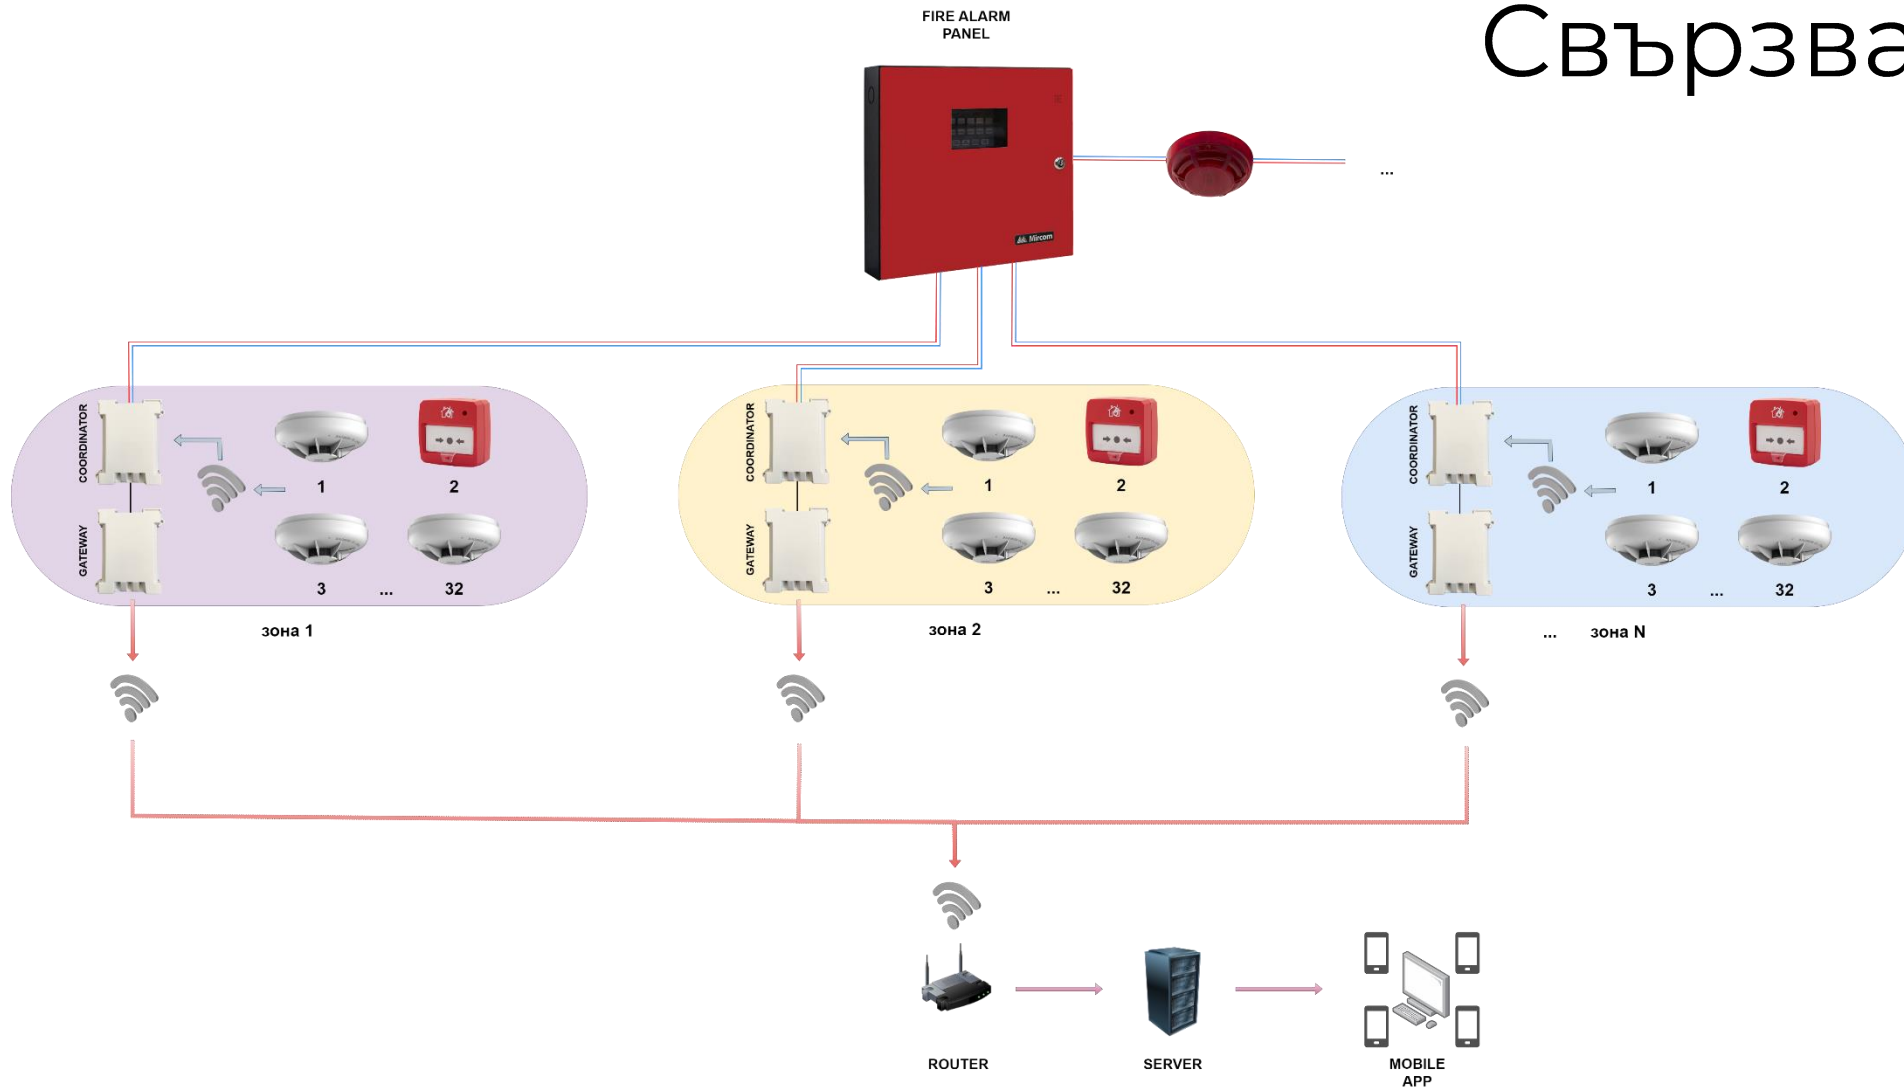 Свързва
FIRE ALARM
PANEL
Mircom
...
COORDINATOR
GATEWAY
1
2
3
...
32
зона 1
COORDINATOR
GATEWAY
1
2
3
...
32
зона 2
COORDINATOR
GATEWAY
1
2
3
...
32
... зона N
ROUTER
SERVER
MOBILE
APP